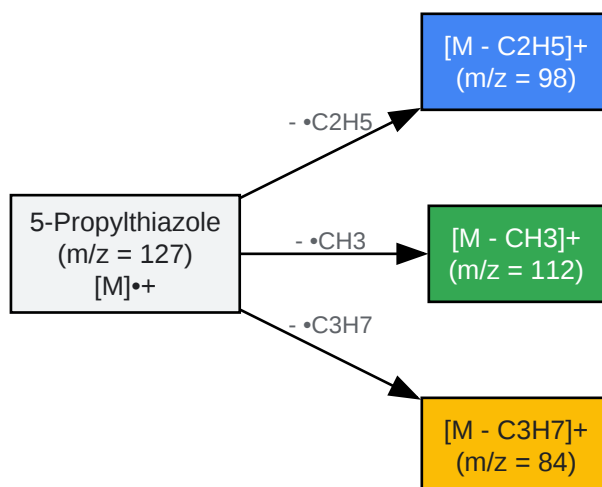 [M - C2H5]+
(m/z = 98)
- •C2H5
5-Propylthiazole
(m/z = 127)
[M]•+
- •CH3
[M - CH3]+
(m/z = 112)
- •C3H7
[M - C3H7]+
(m/z = 84)